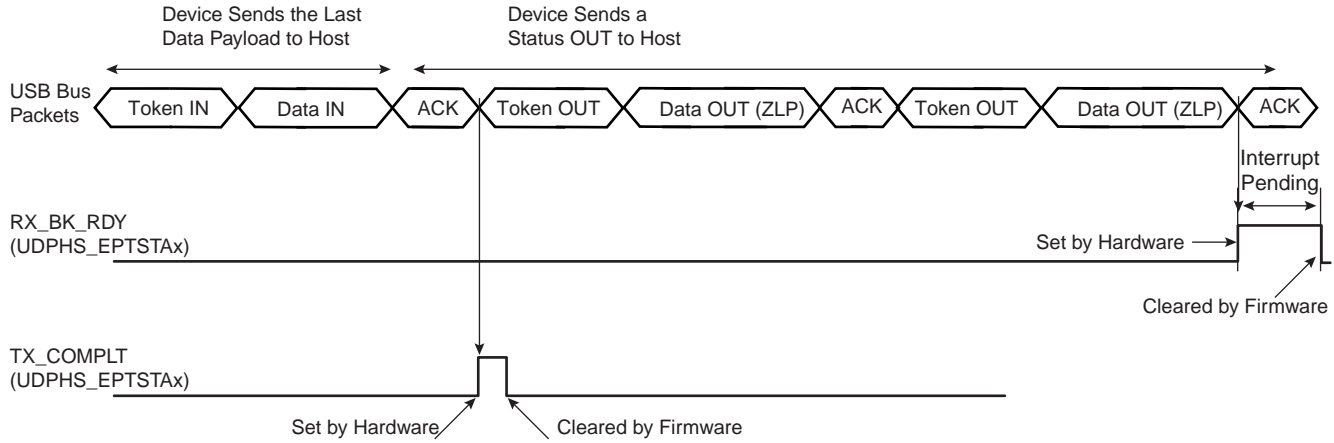 Device Sends the Last
Data Payload to Host
Device Sends a
Status OUT to Host
USB Bus
Packets
Token IN
Data IN
ACK
Token OUT
Data OUT (ZLP)
ACK
Token OUT
Data OUT (ZLP)
ACK
Interrupt
Pending
RX_BK_RDY
(UDPHS_EPTSTAx)
Set by Hardware
Cleared by Firmware
TX_COMPLT
(UDPHS_EPTSTAx)
Set by Hardware
Cleared by Firmware